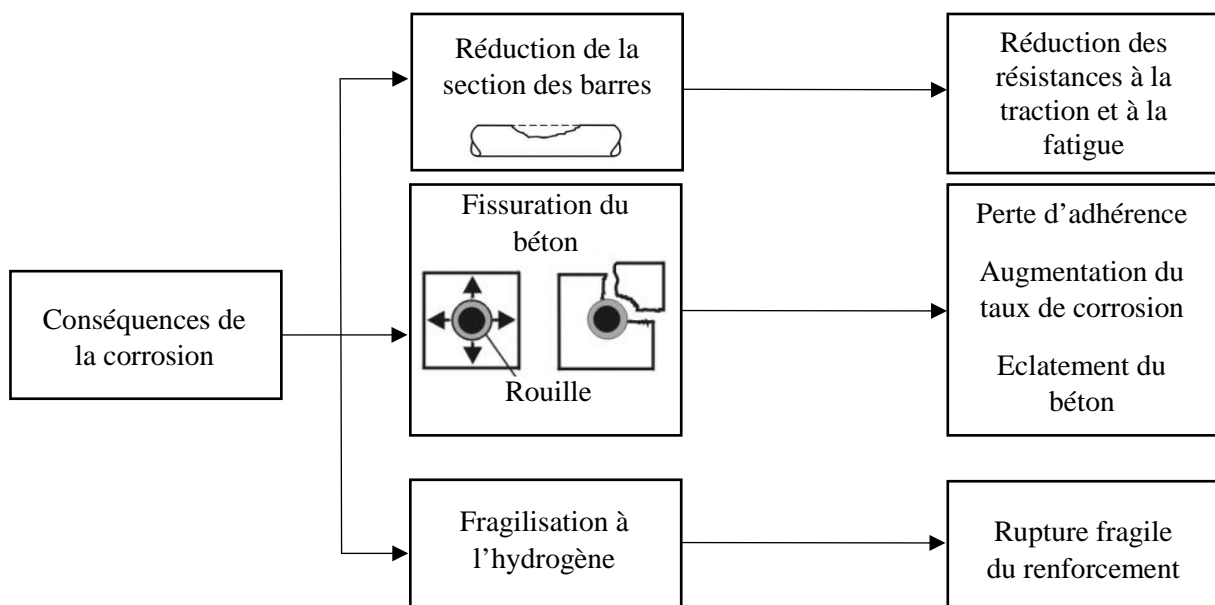 Conséquences de
la corrosion
Réduction de la
section des barres
Réduction des
résistances à la
traction et à la
fatigue
Fissuration du
béton
Rouille
Perte d’adhérence
Augmentation du
taux de corrosion
Eclatement du
béton
Fragilisation à
l’hydrogène
Rupture fragile
du renforcement